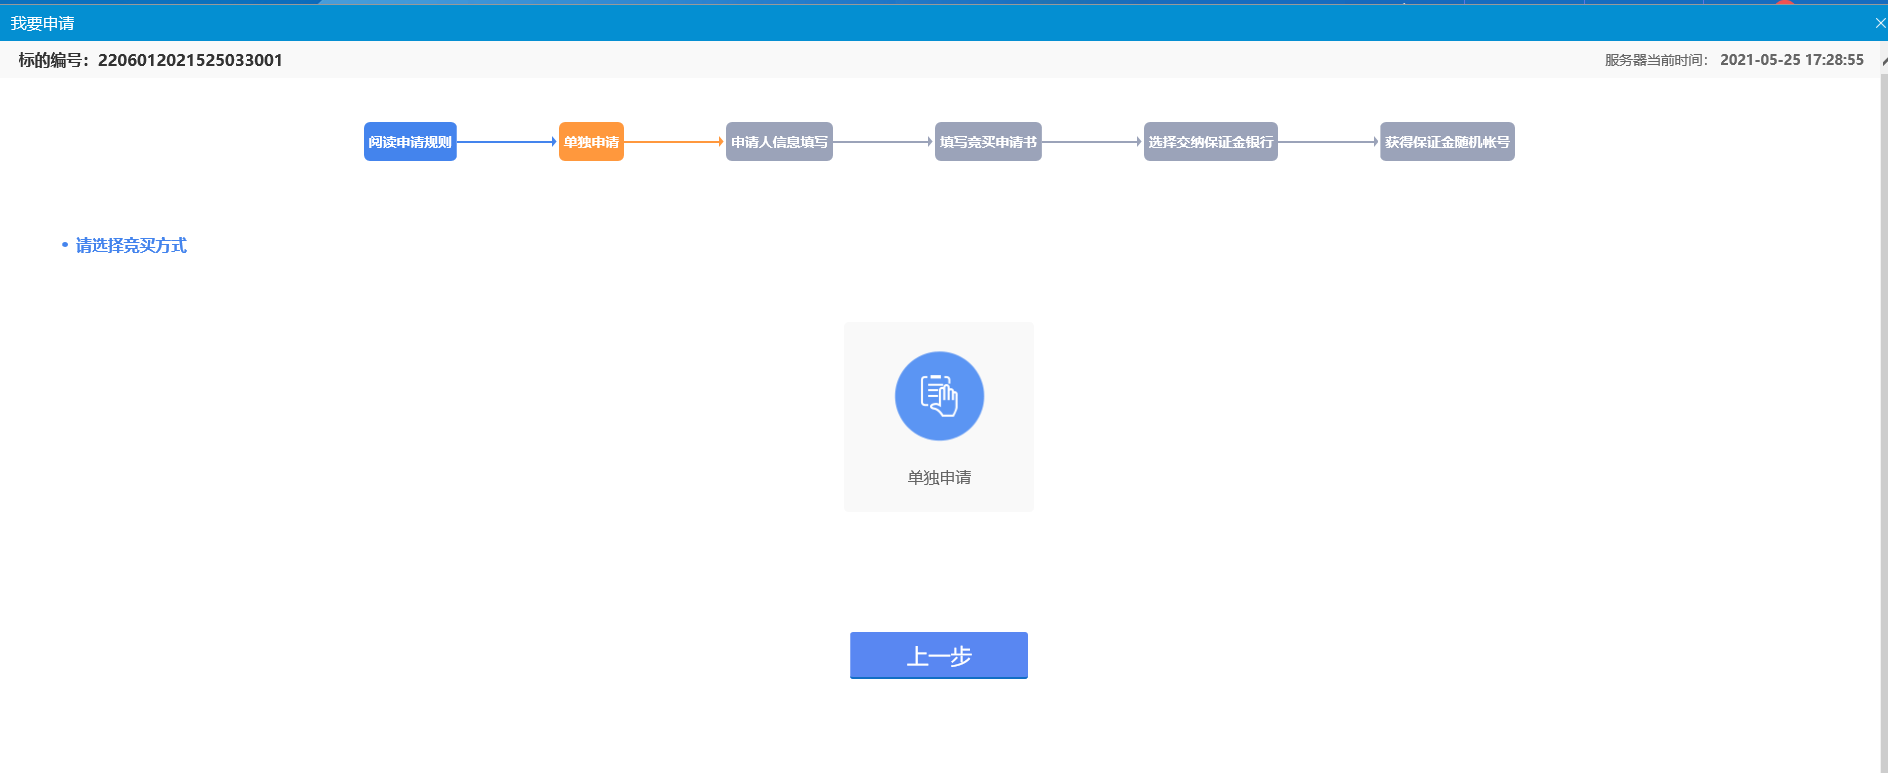 我要申请
标的编号：2206012021525033001
服务器当前时间： 2021-05-25 17:28:55
阅读申请规则
单独申请
申请人信息填写
填写竞买申请书
选择交纳保证金银行
获得保证金随机帐号
• 请选择竞买方式
单独申请
上一步